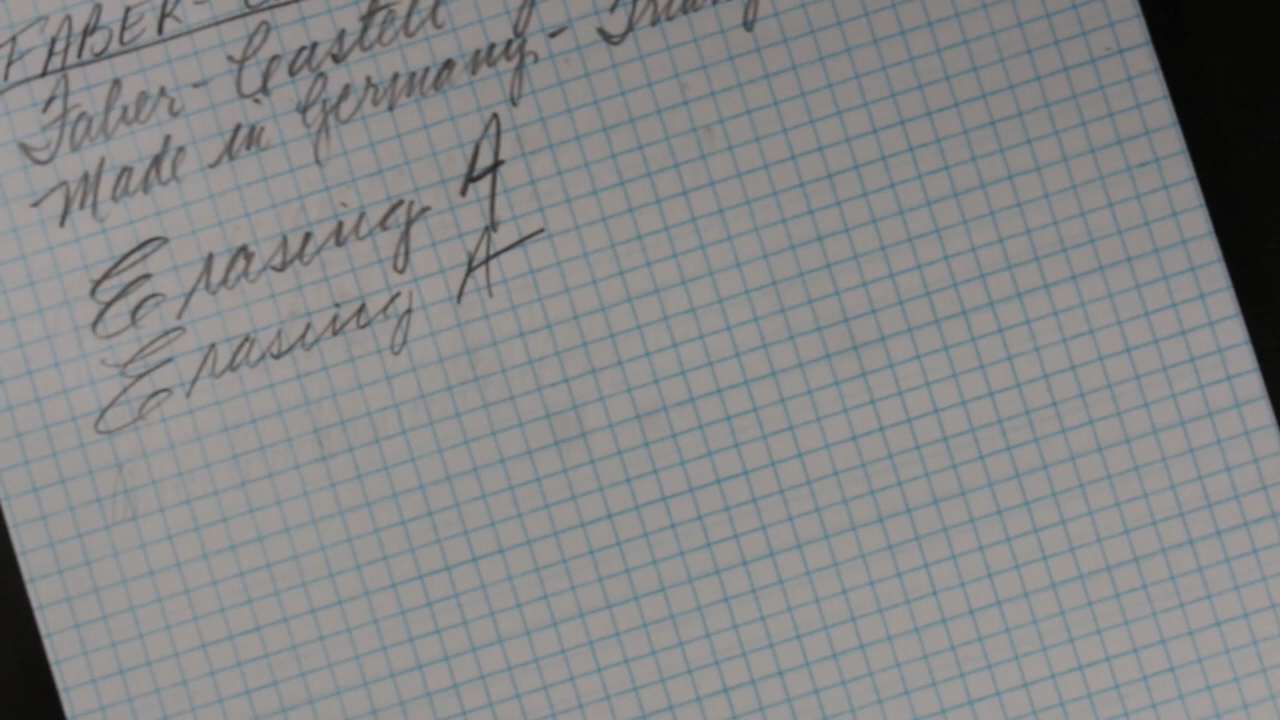 FABER-
Faber-Castell
Made in Germany.-
Erasing A
Erasing A